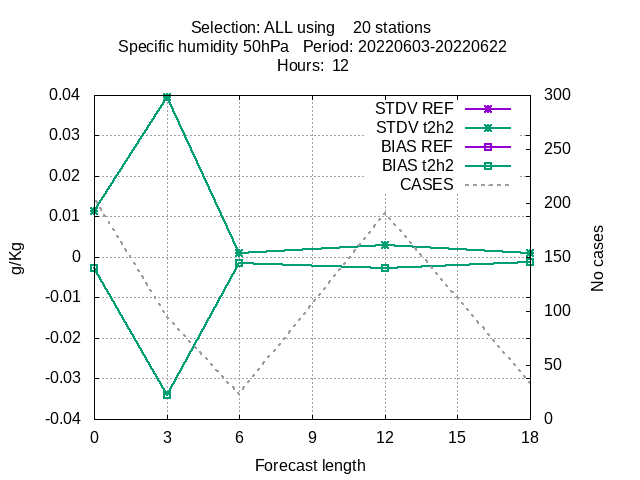 Selection: ALL using    20 stations
Specific humidity 50hPa   Period: 20220603-20220622
Hours:  12
0.04
0.03
0.02
0.01
0
-0.01
-0.02
-0.03
-0.04
g/Kg
STDV REF
STDV t2h2
BIAS REF
BIAS t2h2
CASES
300
250
200
150
100
50
0
No cases
0 3 6 9 12 15 18
Forecast length